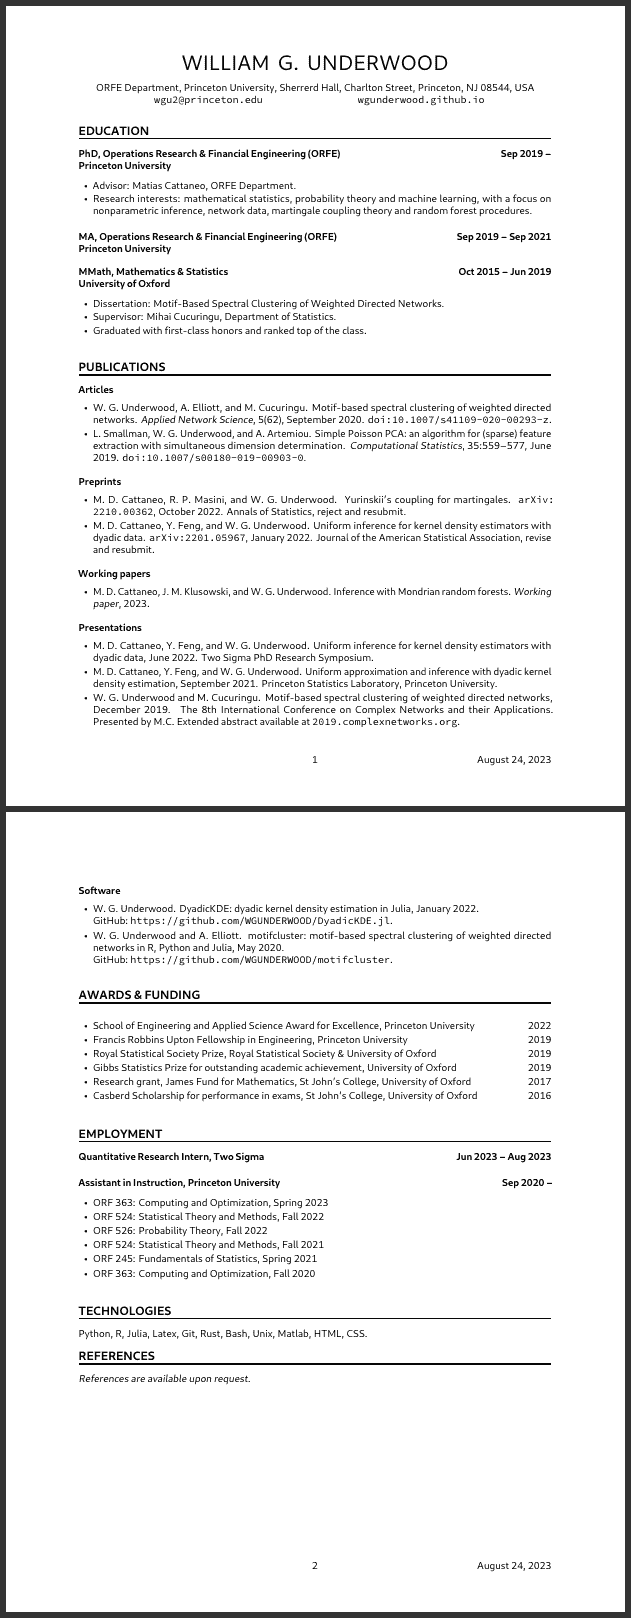 WILLIAM G. UNDERWOOD
ORFE Department, Princeton University, Sherrerd Hall, Charlton Street, Princeton, NJ 08544, USA
wgu2@princeton.edu wgunderwood.github.io
EDUCATION
PhD, Operations Research & Financial Engineering (ORFE) Sep 2019 –
Princeton University
• Advisor: Matias Cattaneo, ORFE Department.
• Research interests: mathematical statistics, probability theory and machine learning, with a focus on
nonparametric inference, network data, martingale coupling theory and random forest procedures.
MA, Operations Research & Financial Engineering (ORFE) Sep 2019 – Sep 2021
Princeton University
MMath, Mathematics & Statistics Oct 2015 – Jun 2019
University of Oxford
• Dissertation: Motif-Based Spectral Clustering of Weighted Directed Networks.
• Supervisor: Mihai Cucuringu, Department of Statistics.
• Graduated with first-class honors and ranked top of the class.
PUBLICATIONS
Articles
• W. G. Underwood, A. Elliott, and M. Cucuringu. Motif-based spectral clustering of weighted directed
networks. Applied Network Science, 5(62), September 2020. doi:10.1007/s41109-020-00293-z.
• L. Smallman, W. G. Underwood, and A. Artemiou. Simple Poisson PCA: an algorithm for (sparse) feature
extraction with simultaneous dimension determination. Computational Statistics, 35:559–577, June
2019. doi:10.1007/s00180-019-00903-0.
Preprints
• M. D. Cattaneo, R. P. Masini, and W. G. Underwood. Yurinskii's coupling for martingales. arXiv:
2210.00362, October 2022. Annals of Statistics, reject and resubmit.
• M. D. Cattaneo, Y. Feng, and W. G. Underwood. Uniform inference for kernel density estimators with
dyadic data. arXiv:2201.05967, January 2022. Journal of the American Statistical Association, revise
and resubmit.
Working papers
• M. D. Cattaneo, J. M. Klusowski, and W. G. Underwood. Inference with Mondrian random forests. Working
paper, 2023.
Presentations
• M. D. Cattaneo, Y. Feng, and W. G. Underwood. Uniform inference for kernel density estimators with
dyadic data, June 2022. Two Sigma PhD Research Symposium.
• M. D. Cattaneo, Y. Feng, and W. G. Underwood. Uniform approximation and inference with dyadic kernel
density estimation, September 2021. Princeton Statistics Laboratory, Princeton University.
• W. G. Underwood and M. Cucuringu. Motif-based spectral clustering of weighted directed networks,
December 2019. The 8th International Conference on Complex Networks and their Applications.
Presented by M.C. Extended abstract available at 2019.complexnetworks.org.
1 August 24, 2023
Software
• W. G. Underwood. DyadicKDE: dyadic kernel density estimation in Julia, January 2022.
GitHub: https://github.com/WGUNDERWOOD/DyadicKDE.jl.
• W. G. Underwood and A. Elliott. motifcluster: motif-based spectral clustering of weighted directed
networks in R, Python and Julia, May 2020.
GitHub: https://github.com/WGUNDERWOOD/motifcluster.
AWARDS & FUNDING
• School of Engineering and Applied Science Award for Excellence, Princeton University 2022
• Francis Robbins Upton Fellowship in Engineering, Princeton University 2019
• Royal Statistical Society Prize, Royal Statistical Society & University of Oxford 2019
• Gibbs Statistics Prize for outstanding academic achievement, University of Oxford 2019
• Research grant, James Fund for Mathematics, St John's College, University of Oxford 2017
• Casberd Scholarship for performance in exams, St John's College, University of Oxford 2016
EMPLOYMENT
Quantitative Research Intern, Two Sigma Jun 2023 – Aug 2023
Assistant in Instruction, Princeton University Sep 2020 –
• ORF 363: Computing and Optimization, Spring 2023
• ORF 524: Statistical Theory and Methods, Fall 2022
• ORF 526: Probability Theory, Fall 2022
• ORF 524: Statistical Theory and Methods, Fall 2021
• ORF 245: Fundamentals of Statistics, Spring 2021
• ORF 363: Computing and Optimization, Fall 2020
TECHNOLOGIES
Python, R, Julia, Latex, Git, Rust, Bash, Unix, Matlab, HTML, CSS.
REFERENCES
References are available upon request.
2 August 24, 2023